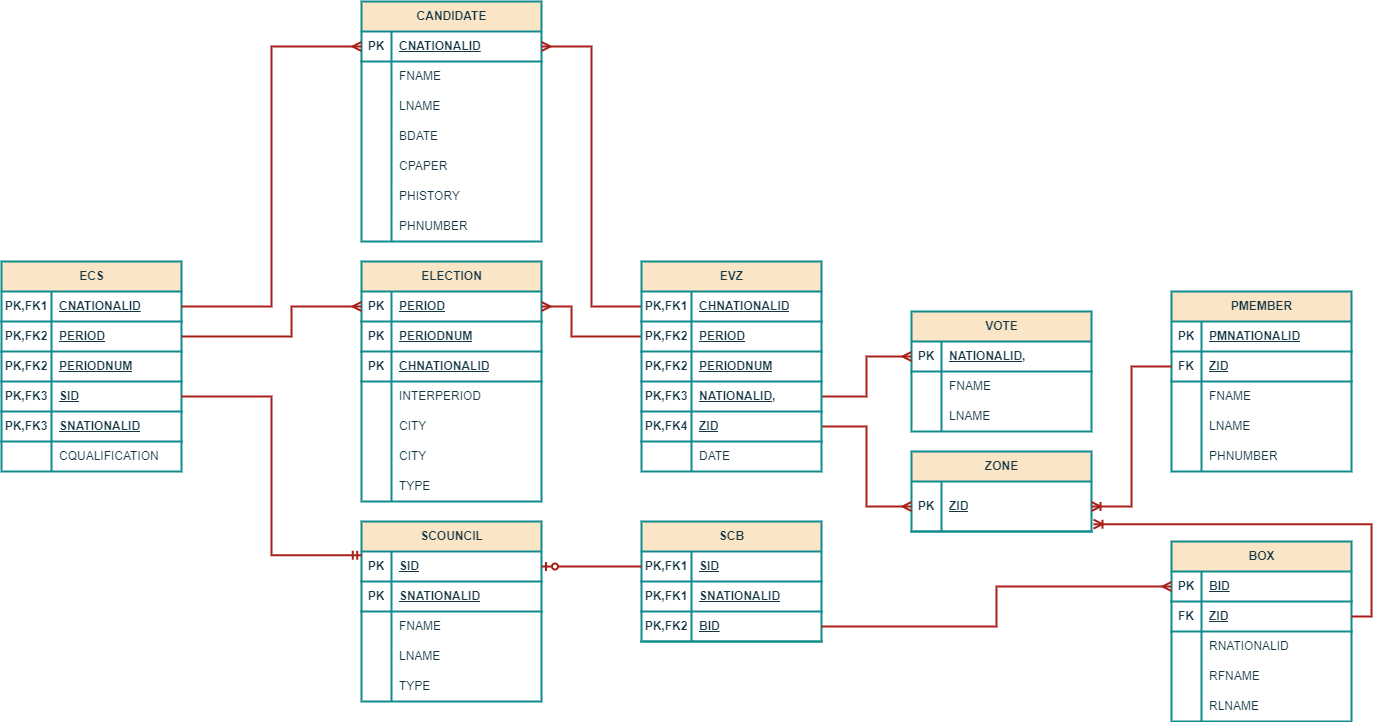 CANDIDATE
PK CNATIONALID
FNAME
LNAME
BDATE
CPAPER
PHISTORY
PHNUMBER
ECS
PK,FK1 CNATIONALID
PK,FK2 PERIOD
PK,FK2 PERIODNUM
PK,FK3 SID
PK,FK3 SNATIONALID
CQUALIFICATION
ELECTION
PK PERIOD
PK PERIODNUM
PK CHNATIONALID
INTERPERIOD
CITY
CITY
TYPE
EVZ
PK,FK1 CHNATIONALID
PK,FK2 PERIOD
PK,FK2 PERIODNUM
PK,FK3 NATIONALID,
PK,FK4 ZID
DATE
VOTE
PK NATIONALID,
FNAME
LNAME
PMEMBER
PK PMNATIONALID
FK ZID
FNAME
LNAME
PHNUMBER
ZONE
PK ZID
SCOUNCIL
PK SID
PK SNATIONALID
FNAME
LNAME
TYPE
SCB
PK,FK1 SID
PK,FK1 SNATIONALID
PK,FK2 BID
BOX
PK BID
FK ZID
RNATIONALID
RFNAME
RLNAME